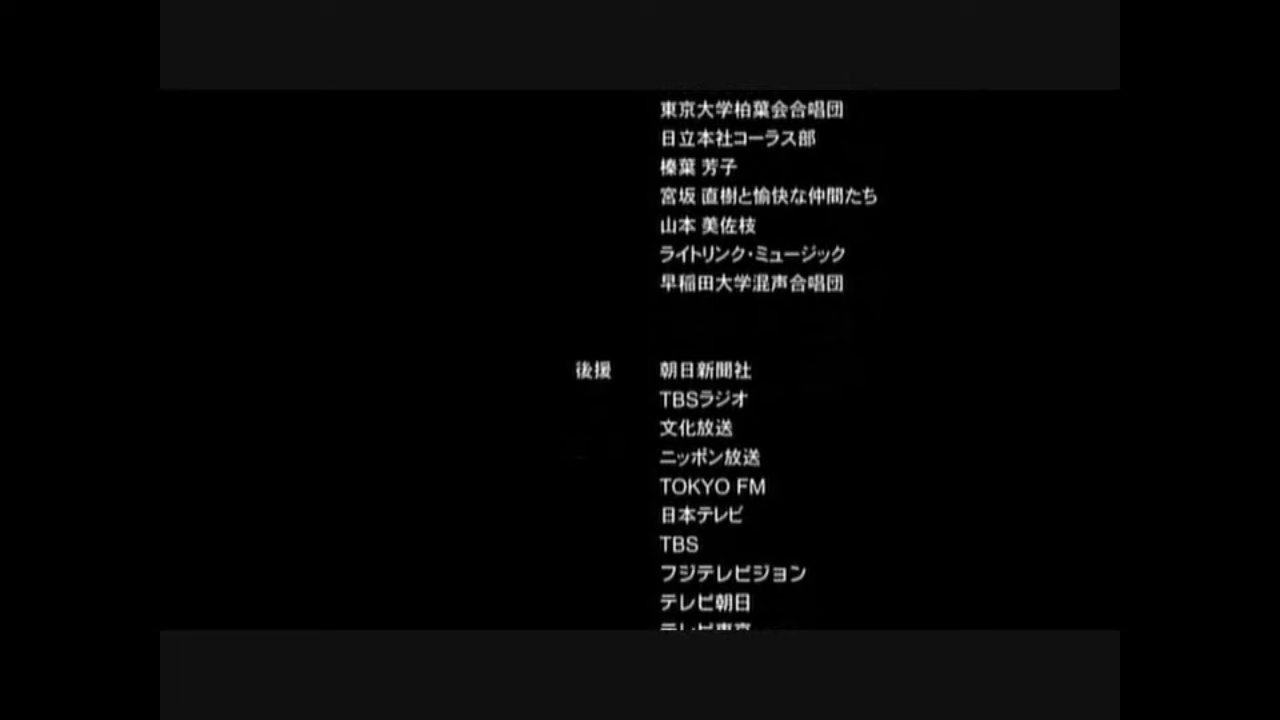 東京大学柏葉会合唱団
日立本社コーラス部
榛葉 芳子
宮坂 直樹と愉快な仲間たち
山本 美佐枝
ライトリンク・ミュージック
早稲田大学混声合唱団
後援 朝日新聞社
TBSラジオ
文化放送
ニッポン放送
TOKYO FM
日本テレビ
TBS
フジテレビジョン
テレビ朝日
テレビ東京